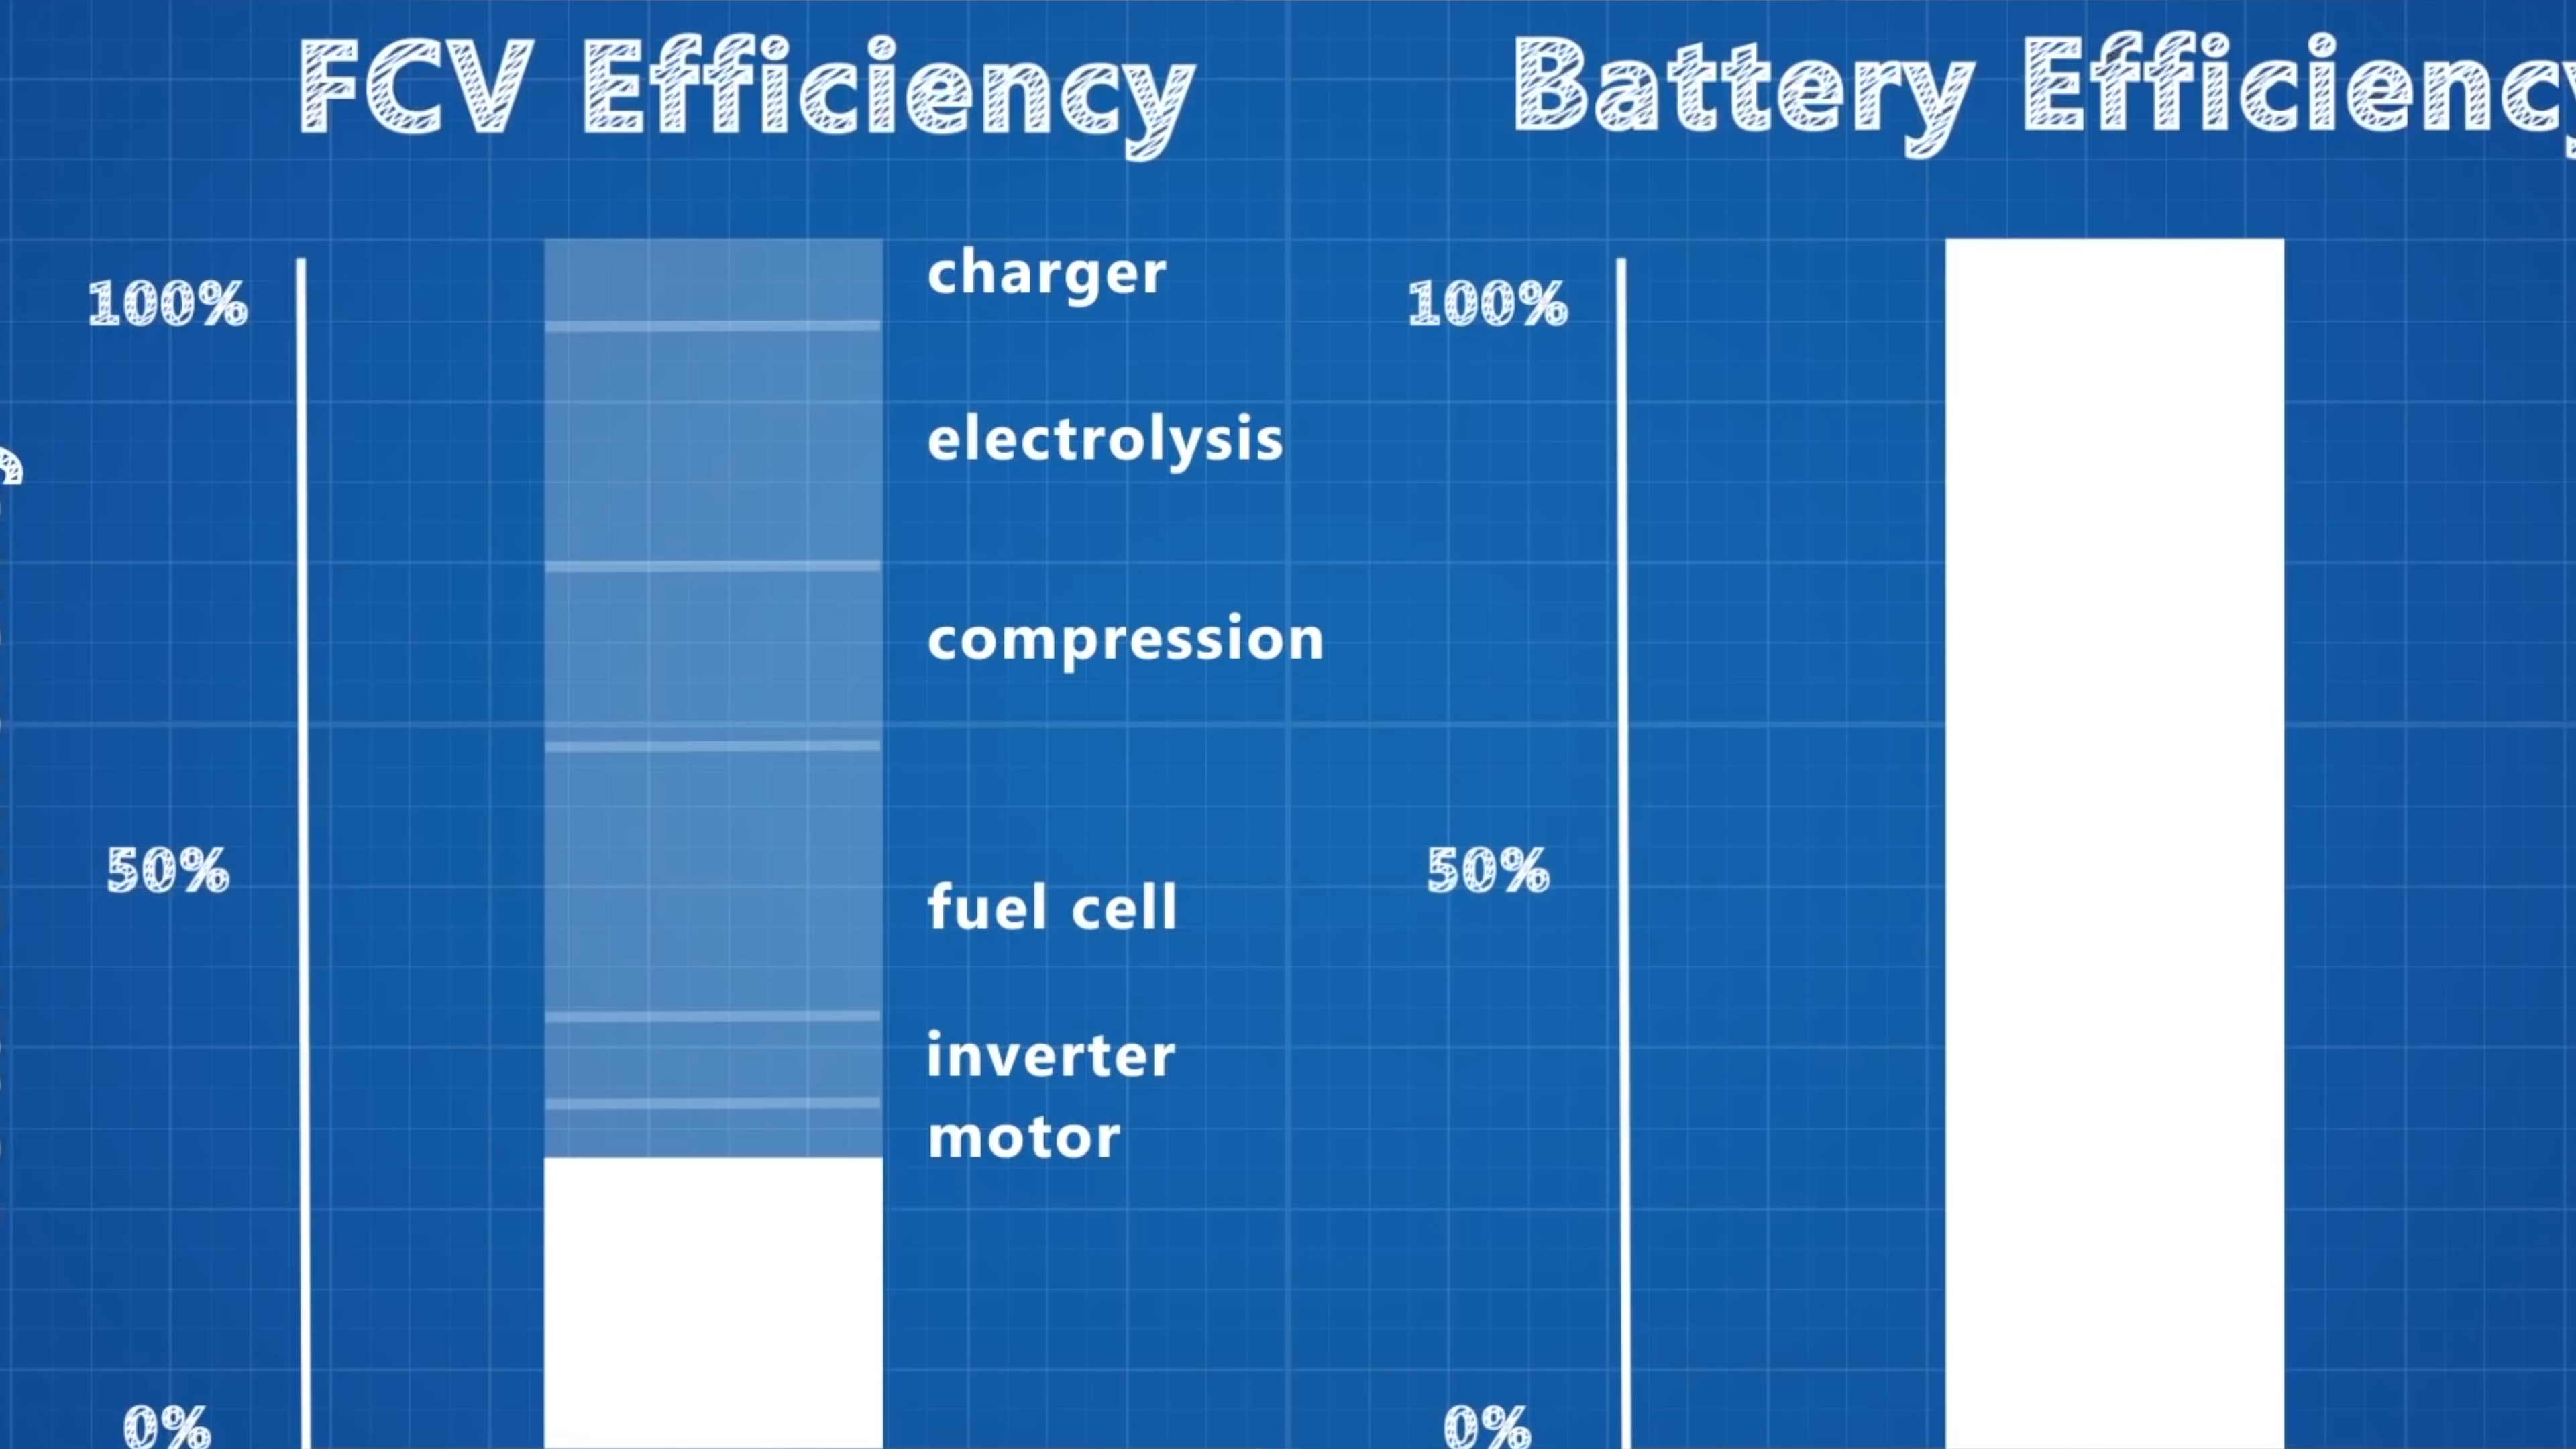 FCV Efficiency
100%
50%
0%
charger
electrolysis
compression
fuel cell
inverter
motor
Battery Efficiency
100%
50%
0%